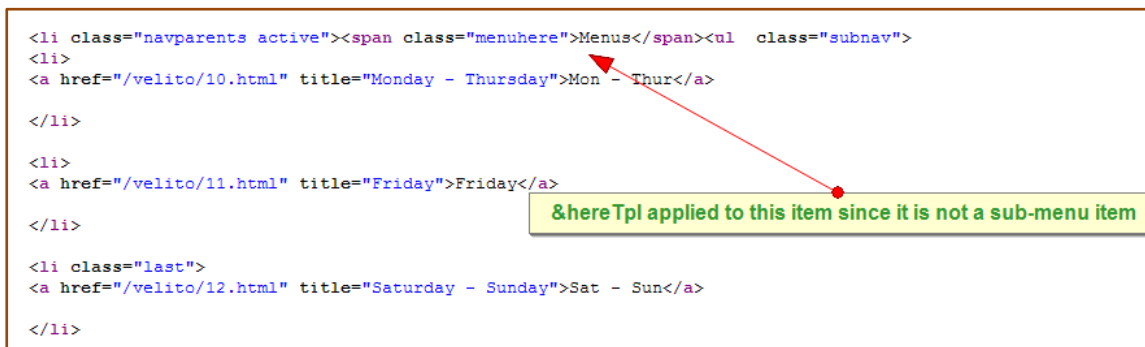 <li class="navparents active"><span class="menuhere">Menus</span><ul  class="subnav">
<li>
<a href="/velito/10.html" title="Monday - Thursday">Mon - Thur</a>
</li>
<li>
<a href="/velito/11.html" title="Friday">Friday</a>
&hereTpl applied to this item since it is not a sub-menu item
</li>
<li class="last">
<a href="/velito/12.html" title="Saturday - Sunday">Sat - Sun</a>
</li>